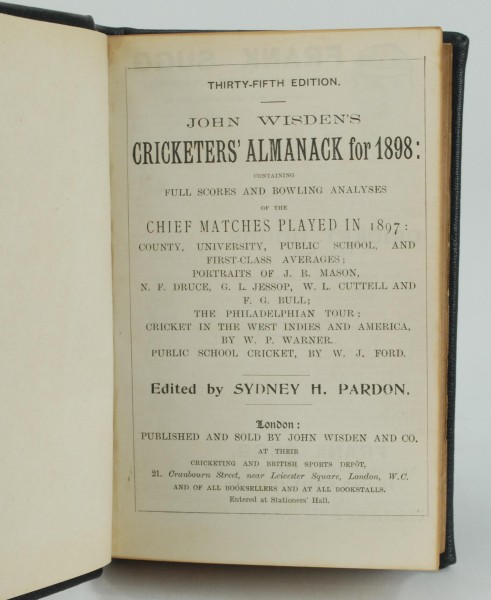 THIRTY-FIFTH EDITION.
JOHN WISDEN'S
CRICKETERS' ALMANACK for 1898:
CONTAINING
FULL SCORES AND BOWLING ANALYSES
OF THE
CHIEF MATCHES PLAYED IN 1897:
COUNTY, UNIVERSITY, PUBLIC SCHOOL, AND
FIRST-CLASS AVERAGES;
PORTRAITS OF J. R. MASON,
N. F. DRUCE, G. L. JESSOP, W. L. CUTTELL AND
F. G. BULL;
THE PHILADELPHIAN TOUR:
CRICKET IN THE WEST INDIES AND AMERICA,
BY W. P. WARNER.
PUBLIC SCHOOL CRICKET, BY W. J. FORD.
Edited by SYDNEY H. PARDON.
London:
PUBLISHED AND SOLD BY JOHN WISDEN AND CO.
AT THEIR
CRICKETING AND BRITISH SPORTS DEPÔT,
21. Cranbourn Street, near Leicester Square, London, W.C.
AND OF ALL BOOKSELLERS AND AT ALL BOOKSTALLS.
Entered at Stationers' Hall.